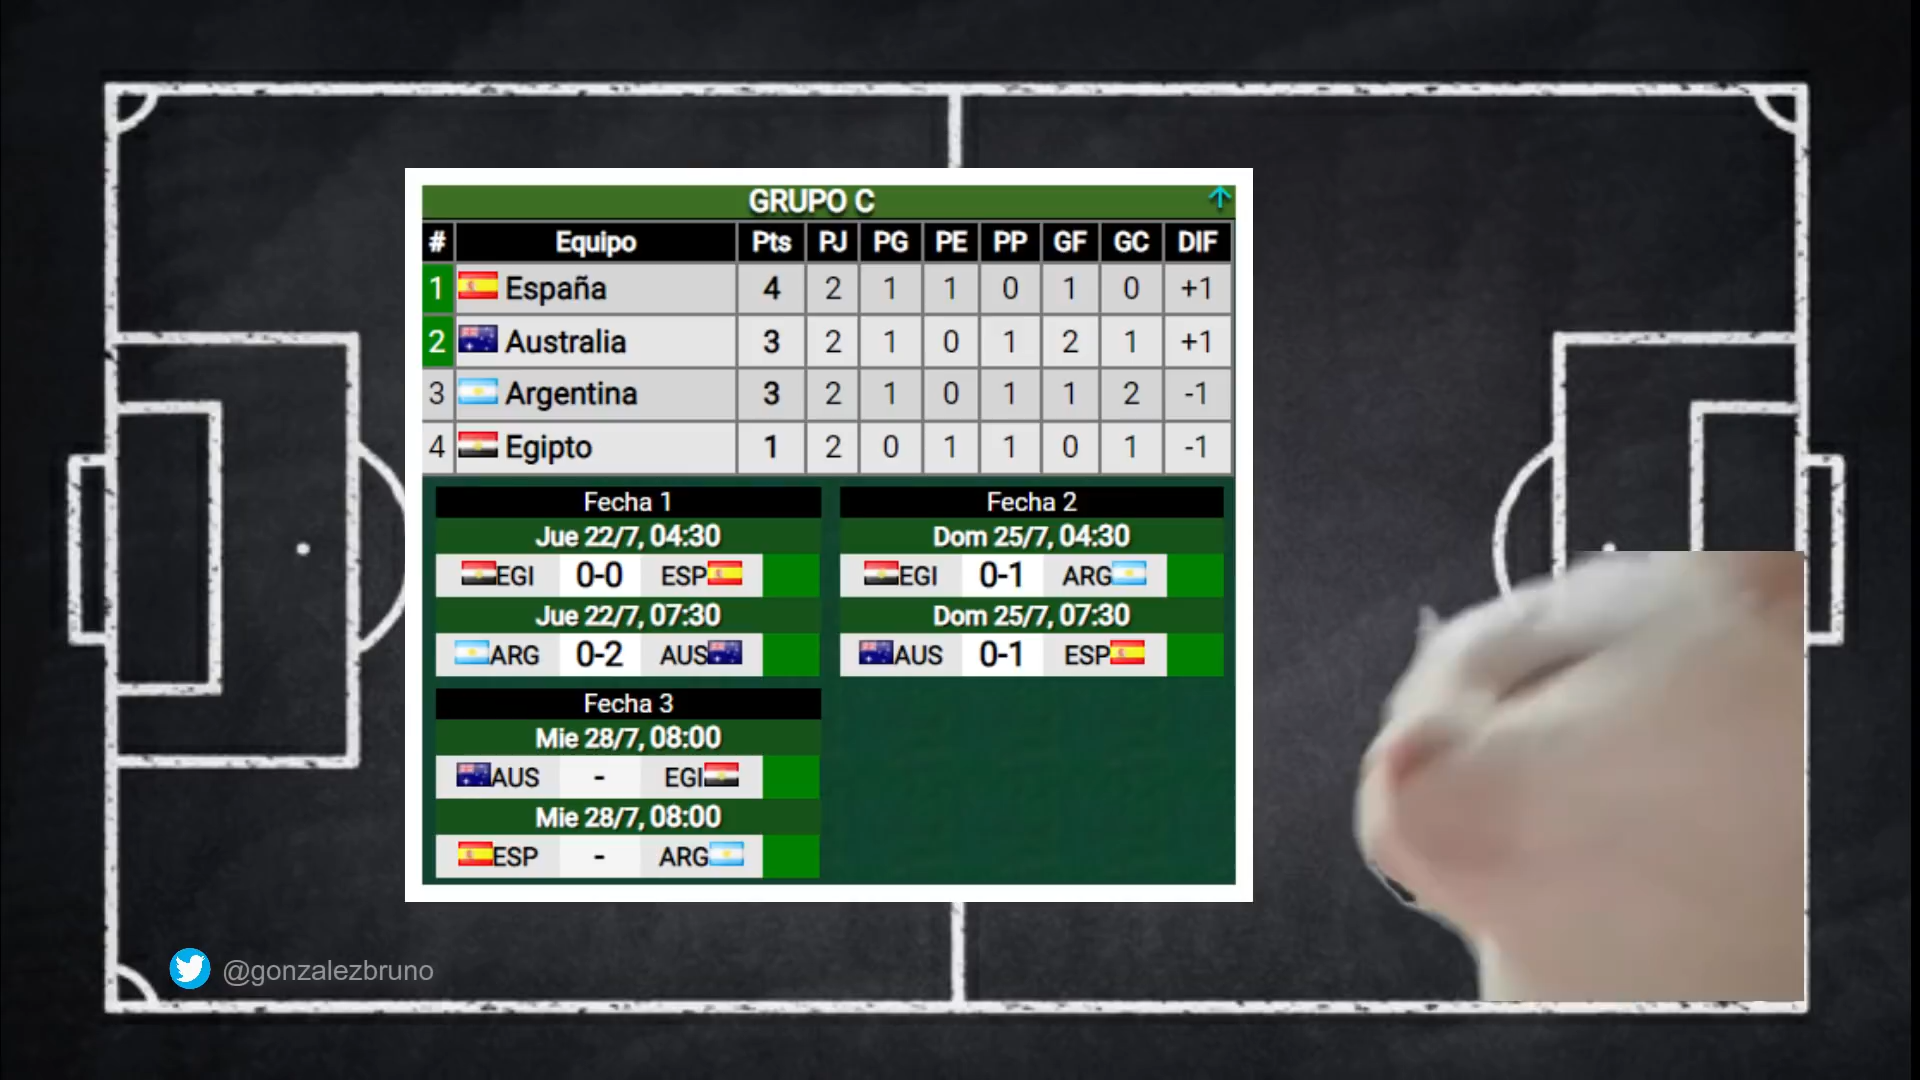 GRUPO C
# Equipo Pts PJ PG PE PP GF GC DIF
1 España 4 2 1 1 0 1 0 +1
2 Australia 3 2 1 0 1 2 1 +1
3 Argentina 3 2 1 0 1 1 2 -1
4 Egipto 1 2 0 1 1 0 1 -1
Fecha 1
Jue 22/7, 04:30
EGI 0-0 ESP
Jue 22/7, 07:30
ARG 0-2 AUS
Fecha 2
Dom 25/7, 04:30
EGI 0-1 ARG
Dom 25/7, 07:30
AUS 0-1 ESP
Fecha 3
Mie 28/7, 08:00
AUS - EGI
Mie 28/7, 08:00
ESP - ARG
@gonzalezbruno